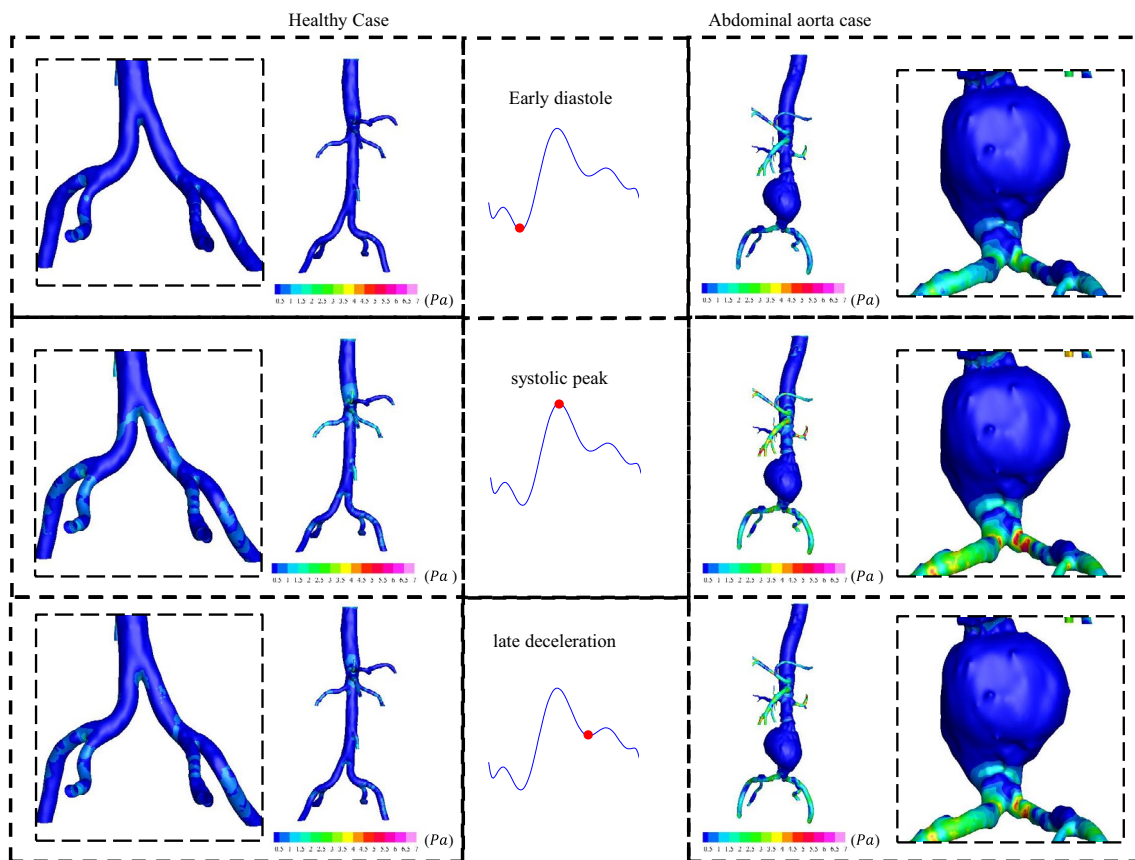 Healthy Case
Abdominal aorta case
Early diastole
0.5 1 1.5 2 2.5 3 3.5 4 4.5 5 5.5 6 6.5 7 (Pa)
0.5 1 1.5 2 2.5 3 3.5 4 4.5 5 5.5 6 6.5 7 (Pa)
systolic peak
0.5 1 1.5 2 2.5 3 3.5 4 4.5 5 5.5 6 6.5 7 (Pa )
0.5 1 1.5 2 2.5 3 3.5 4 4.5 5 5.5 6 6.5 7 (Pa )
late deceleration
0.5 1 1.5 2 2.5 3 3.5 4 4.5 5 5.5 6 6.5 7 (Pa)
0.5 1 1.5 2 2.5 3 3.5 4 4.5 5 5.5 6 6.5 7 (Pa)